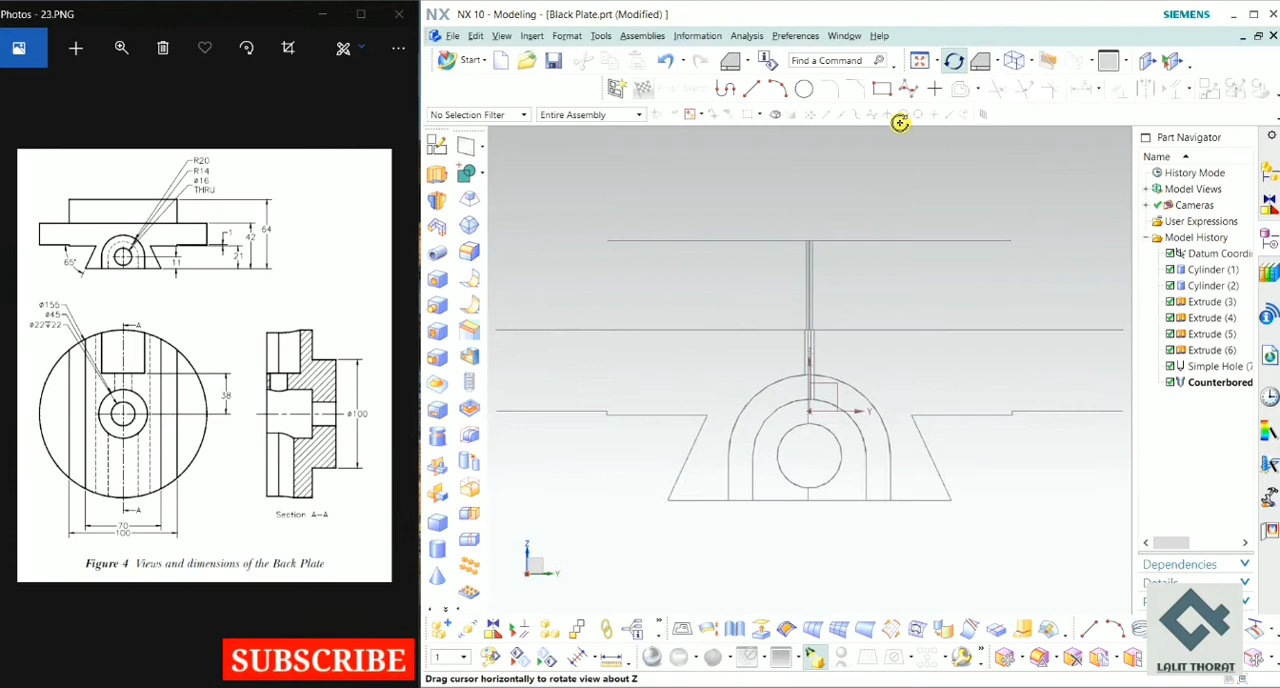 Photos - 23.PNG
R20
R14
ø16
THRU
1
42
64
21
11
65°
ø155
ø45
ø22↧22
A
38
ø100
A
70
100
Section A-A
Figure 4 Views and dimensions of the Back Plate
SUBSCRIBE
NX NX 10 - Modeling - [Black Plate.prt (Modified) ]
SIEMENS
File Edit View Insert Format Tools Assemblies Information Analysis Preferences Window Help
Start
Find a Command
No Selection Filter
Entire Assembly
Part Navigator
Name
History Mode
Model Views
Cameras
User Expressions
Model History
Datum Coordi
Cylinder (1)
Cylinder (2)
Extrude (3)
Extrude (4)
Extrude (5)
Extrude (6)
Simple Hole (7
Counterbored
Dependencies
Y
Z
Y
1
LALIT THORAT
Drag cursor horizontally to rotate view about Z